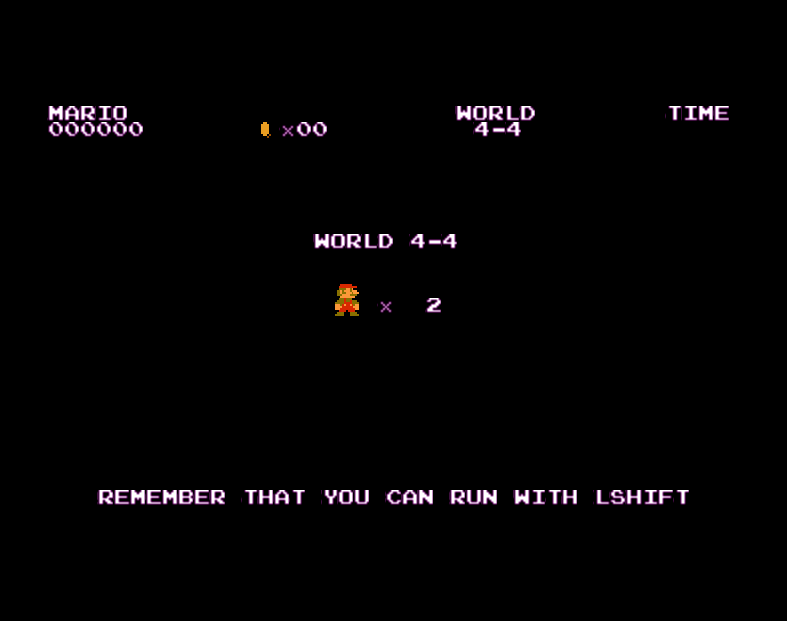 MARIO WORLD TIME
000000 ×00 4-4
WORLD 4-4
× 2
REMEMBER THAT YOU CAN RUN WITH LSHIFT